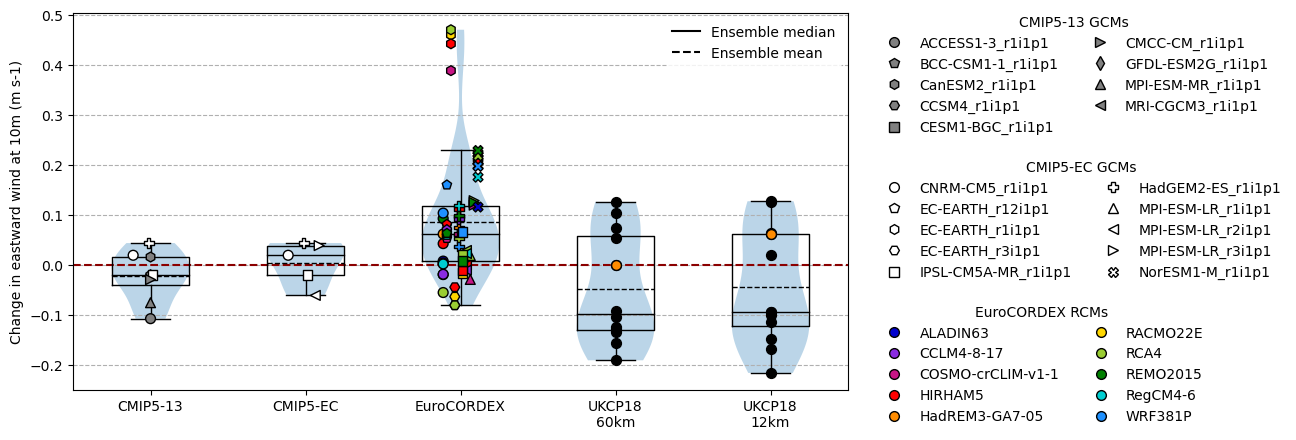 Change in eastward wind at 10m (m s-1)
0.5
0.4
0.3
0.2
0.1
0.0
−0.1
−0.2
Ensemble median
Ensemble mean
CMIP5-13
CMIP5-EC
EuroCORDEX
UKCP18
60km
UKCP18
12km
CMIP5-13 GCMs
ACCESS1-3_r1i1p1
BCC-CSM1-1_r1i1p1
CanESM2_r1i1p1
CCSM4_r1i1p1
CESM1-BGC_r1i1p1
CMCC-CM_r1i1p1
GFDL-ESM2G_r1i1p1
MPI-ESM-MR_r1i1p1
MRI-CGCM3_r1i1p1
CMIP5-EC GCMs
CNRM-CM5_r1i1p1
EC-EARTH_r12i1p1
EC-EARTH_r1i1p1
EC-EARTH_r3i1p1
IPSL-CM5A-MR_r1i1p1
HadGEM2-ES_r1i1p1
MPI-ESM-LR_r1i1p1
MPI-ESM-LR_r2i1p1
MPI-ESM-LR_r3i1p1
NorESM1-M_r1i1p1
EuroCORDEX RCMs
ALADIN63
CCLM4-8-17
COSMO-crCLIM-v1-1
HIRHAM5
HadREM3-GA7-05
RACMO22E
RCA4
REMO2015
RegCM4-6
WRF381P